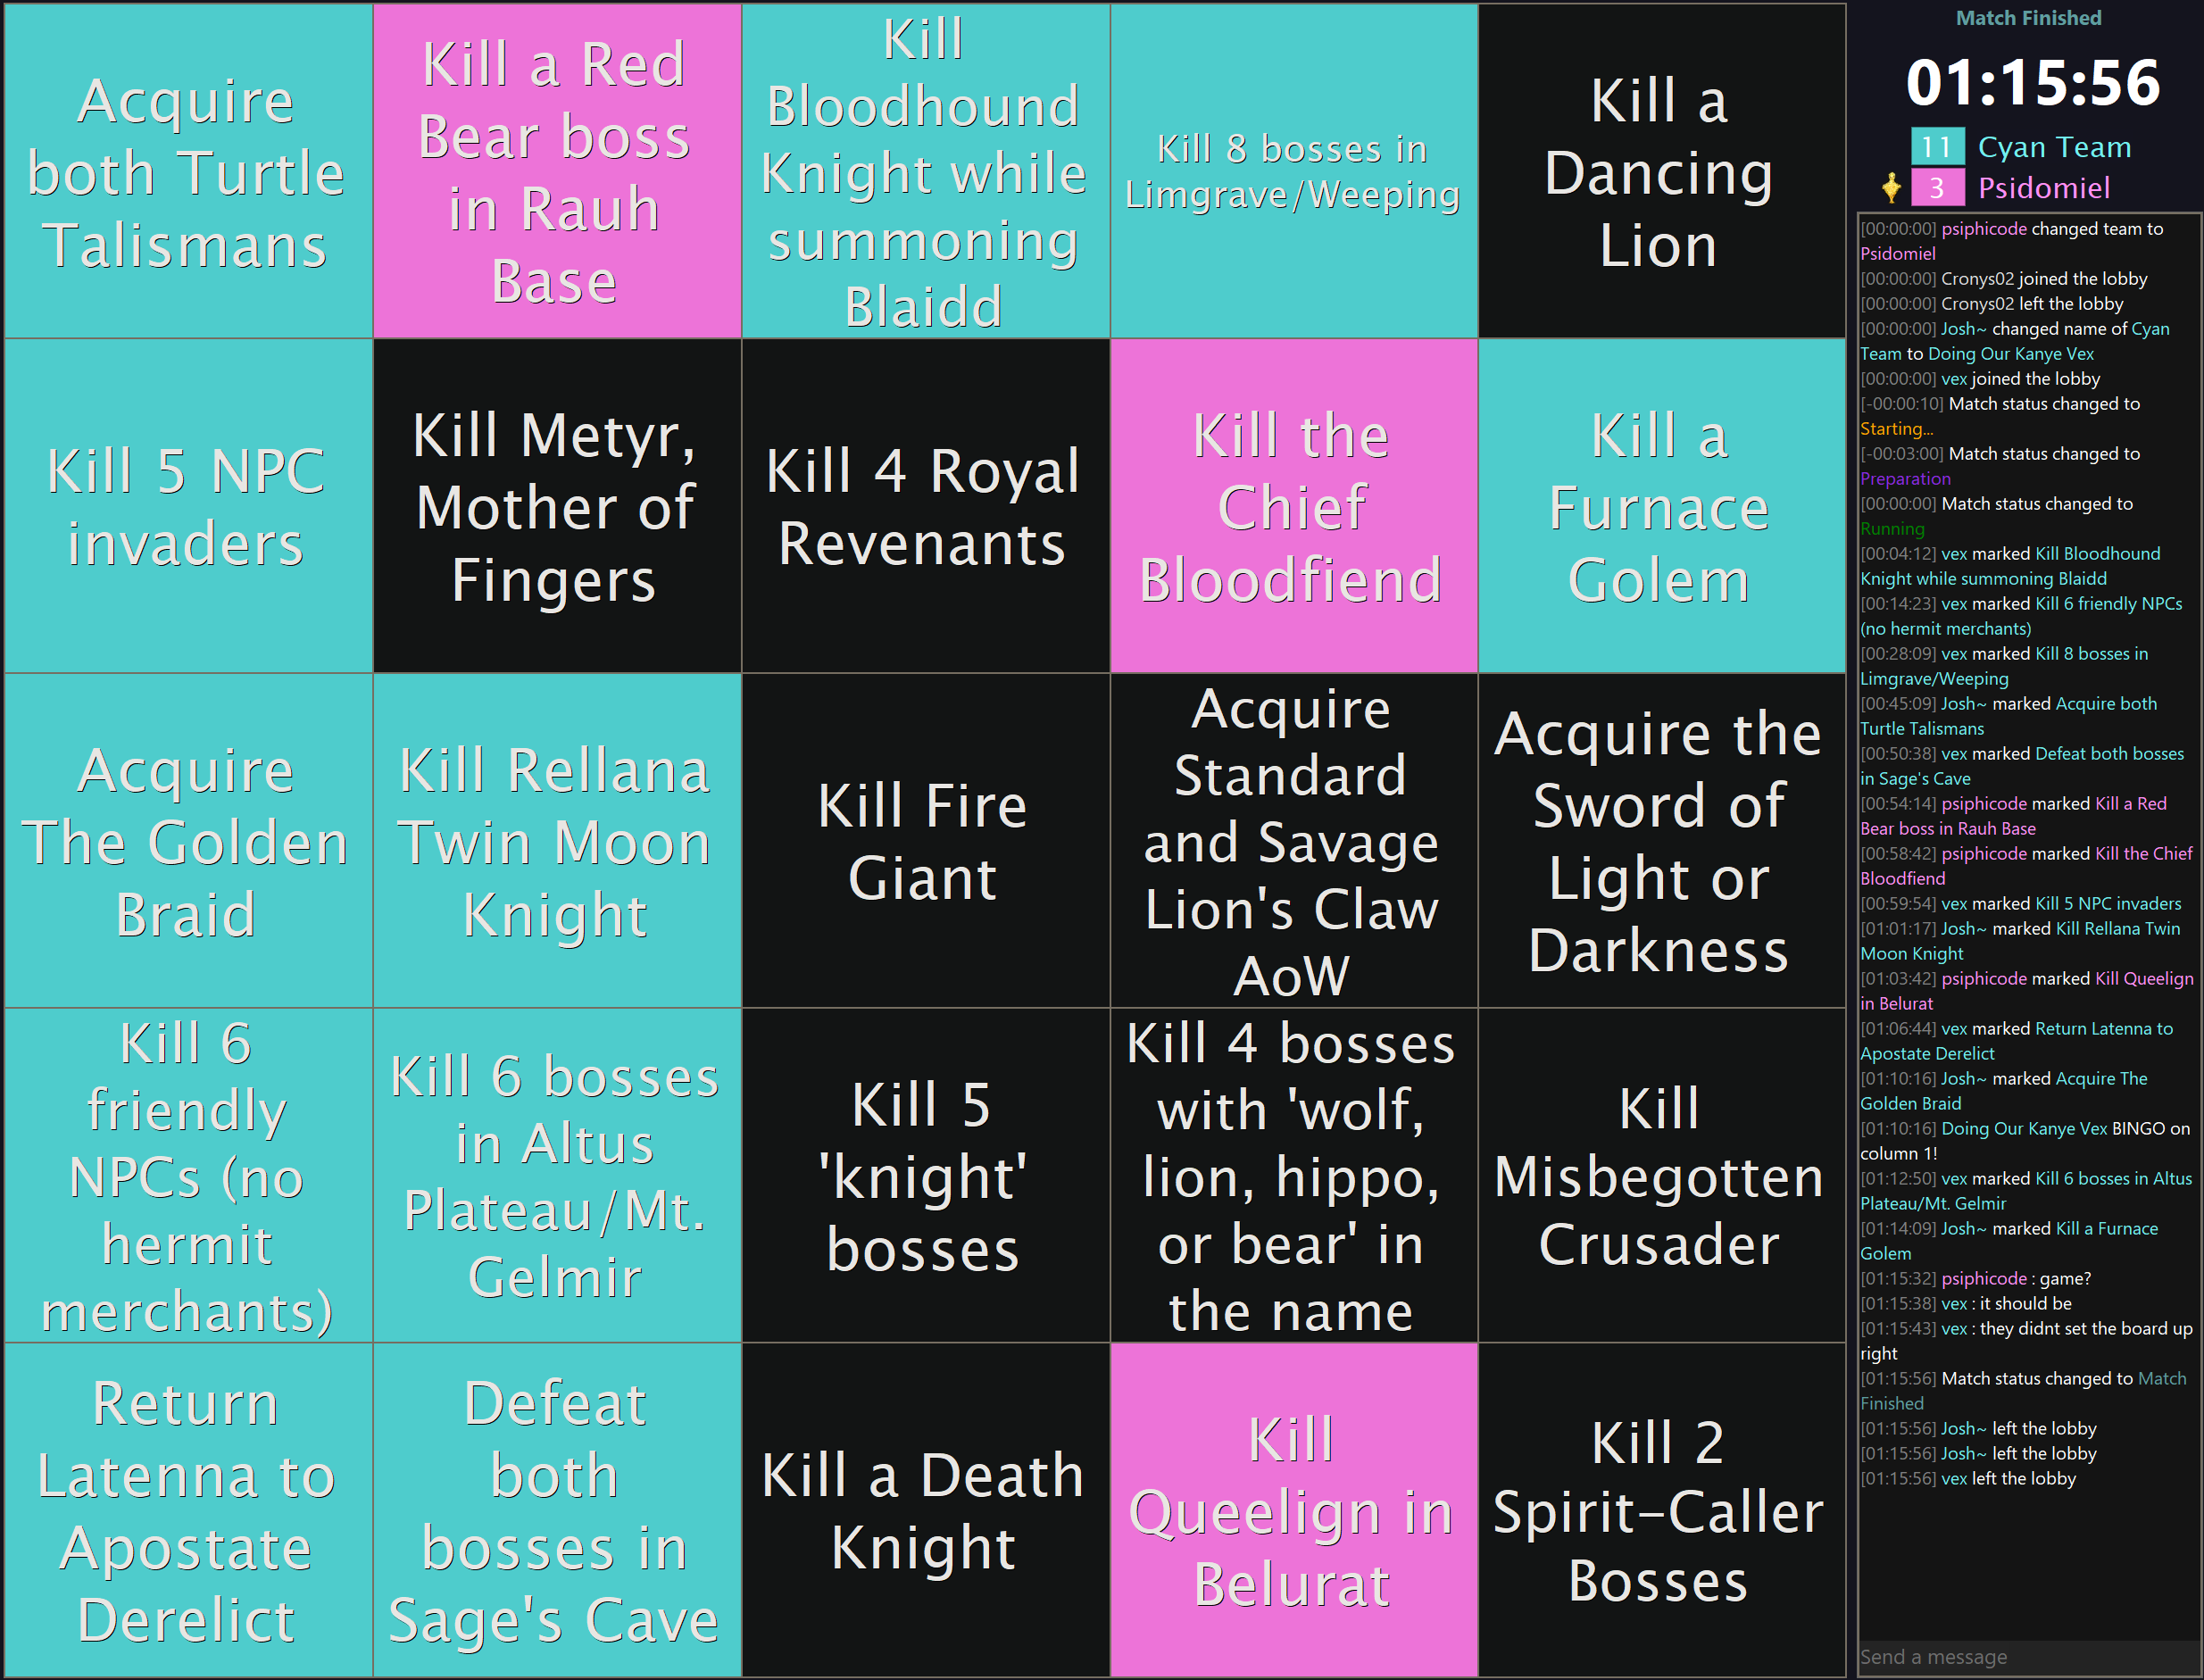 Acquire
both Turtle
Talismans
Kill a Red
Bear boss
in Rauh
Base
Kill
Bloodhound
Knight while
summoning
Blaidd
Kill 8 bosses in
Limgrave/Weeping
Kill a
Dancing
Lion
Kill 5 NPC
invaders
Kill Metyr,
Mother of
Fingers
Kill 4 Royal
Revenants
Kill the
Chief
Bloodfiend
Kill a
Furnace
Golem
Acquire
The Golden
Braid
Kill Rellana
Twin Moon
Knight
Kill Fire
Giant
Acquire
Standard
and Savage
Lion's Claw
AoW
Acquire the
Sword of
Light or
Darkness
Kill 6
friendly
NPCs (no
hermit
merchants)
Kill 6 bosses
in Altus
Plateau/Mt.
Gelmir
Kill 5
'knight'
bosses
Kill 4 bosses
with 'wolf,
lion, hippo,
or bear' in
the name
Kill
Misbegotten
Crusader
Return
Latenna to
Apostate
Derelict
Defeat
both
bosses in
Sage's Cave
Kill a Death
Knight
Kill
Queelign in
Belurat
Kill 2
Spirit-Caller
Bosses
Match Finished
01:15:56
11 Cyan Team
3 Psidomiel
[00:00:00] psiphicode changed team to
Psidomiel
[00:00:00] Cronys02 joined the lobby
[00:00:00] Cronys02 left the lobby
[00:00:00] Josh~ changed name of Cyan
Team to Doing Our Kanye Vex
[00:00:00] vex joined the lobby
[-00:00:10] Match status changed to
Starting...
[-00:03:00] Match status changed to
Preparation
[00:00:00] Match status changed to
Running
[00:04:12] vex marked Kill Bloodhound
Knight while summoning Blaidd
[00:14:23] vex marked Kill 6 friendly NPCs
(no hermit merchants)
[00:28:09] vex marked Kill 8 bosses in
Limgrave/Weeping
[00:45:09] Josh~ marked Acquire both
Turtle Talismans
[00:50:38] vex marked Defeat both bosses
in Sage's Cave
[00:54:14] psiphicode marked Kill a Red
Bear boss in Rauh Base
[00:58:42] psiphicode marked Kill the Chief
Bloodfiend
[00:59:54] vex marked Kill 5 NPC invaders
[01:01:17] Josh~ marked Kill Rellana Twin
Moon Knight
[01:03:42] psiphicode marked Kill Queelign
in Belurat
[01:06:44] vex marked Return Latenna to
Apostate Derelict
[01:10:16] Josh~ marked Acquire The
Golden Braid
[01:10:16] Doing Our Kanye Vex BINGO on
column 1!
[01:12:50] vex marked Kill 6 bosses in Altus
Plateau/Mt. Gelmir
[01:14:09] Josh~ marked Kill a Furnace
Golem
[01:15:32] psiphicode : game?
[01:15:38] vex : it should be
[01:15:43] vex : they didnt set the board up
right
[01:15:56] Match status changed to Match
Finished
[01:15:56] Josh~ left the lobby
[01:15:56] Josh~ left the lobby
[01:15:56] vex left the lobby
Send a message